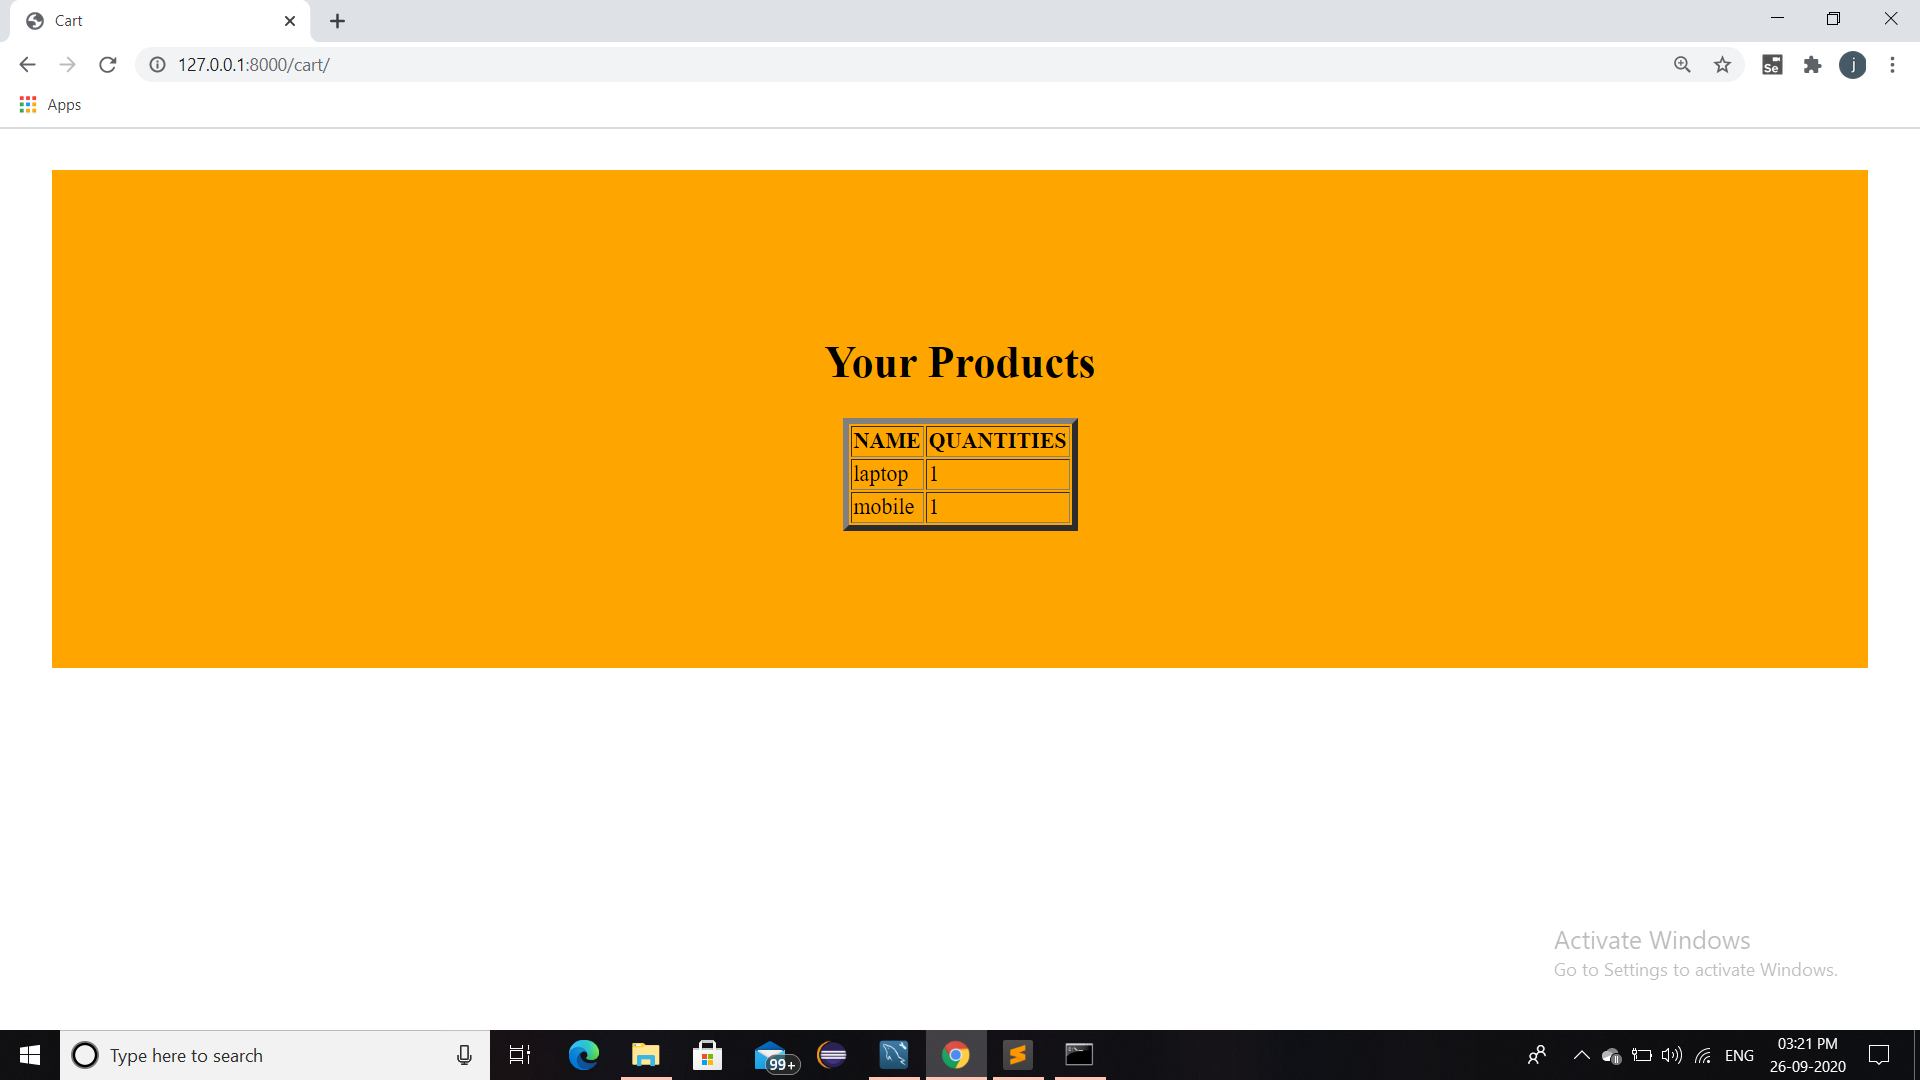 Cart
127.0.0.1:8000/cart/
Se
j
Apps
Your Products
NAME QUANTITIES
laptop 1
mobile 1
Activate Windows
Go to Settings to activate Windows.
Type here to search
99+
ENG
03:21 PM
26-09-2020